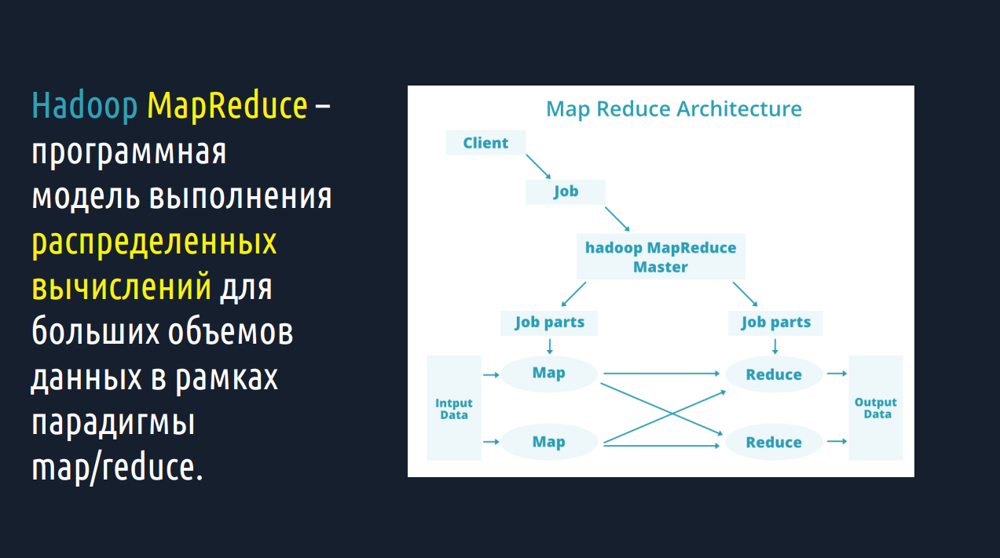 Hadoop MapReduce –
программная
модель выполнения
распределенных
вычислений для
больших объемов
данных в рамках
парадигмы
map/reduce.
Map Reduce Architecture
Client
Job
hadoop MapReduce
Master
Job parts
Job parts
Map
Reduce
Intput
Data
Output
Data
Map
Reduce